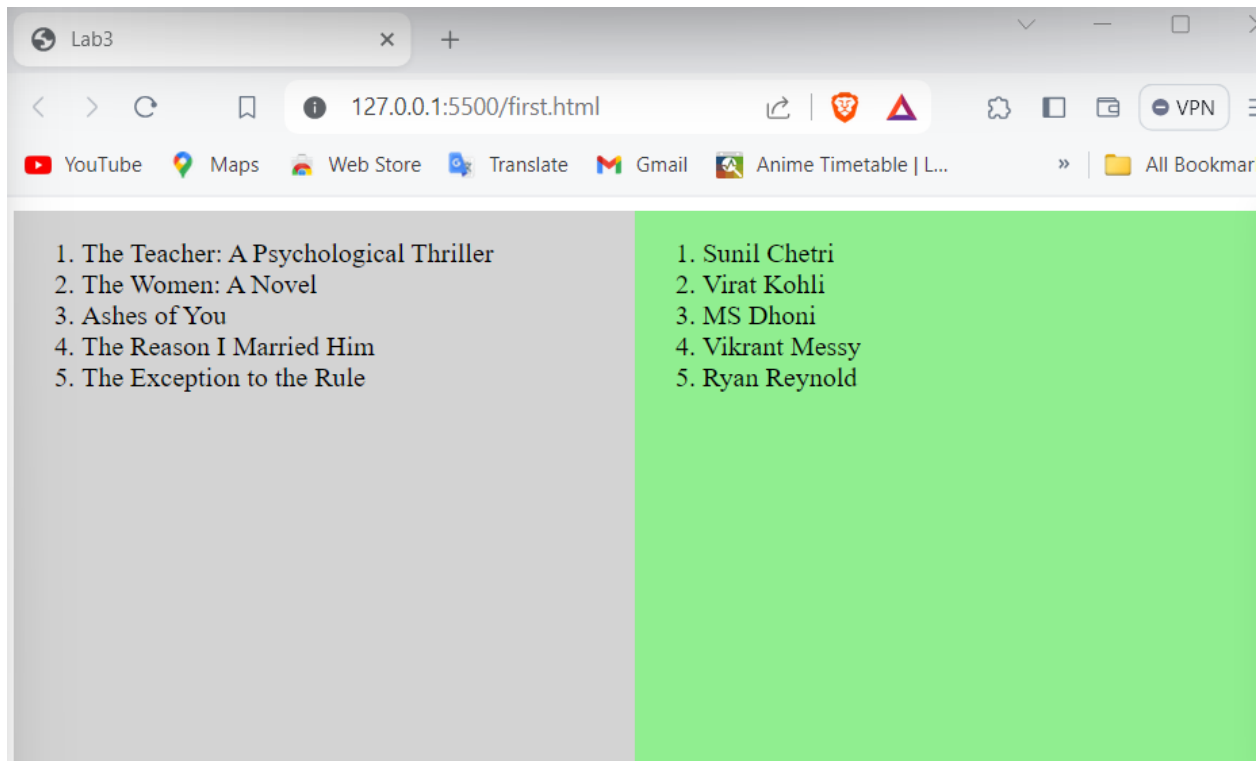 Lab3
127.0.0.1:5500/first.html
VPN
YouTube Maps Web Store Translate Gmail Anime Timetable | L... » All Bookmar
1. The Teacher: A Psychological Thriller
2. The Women: A Novel
3. Ashes of You
4. The Reason I Married Him
5. The Exception to the Rule
1. Sunil Chetri
2. Virat Kohli
3. MS Dhoni
4. Vikrant Messy
5. Ryan Reynold